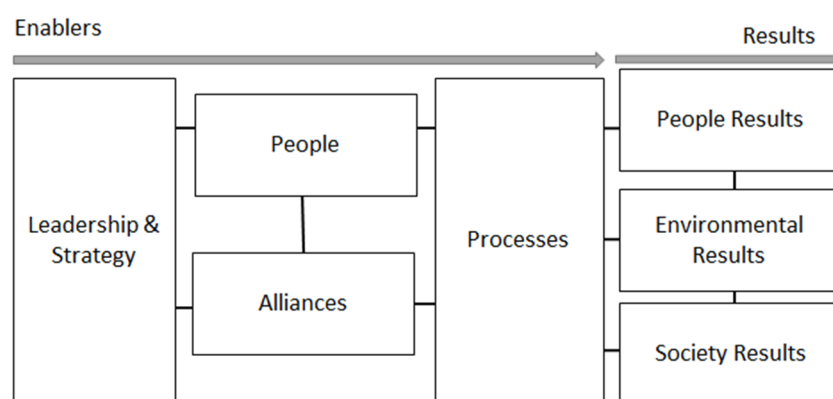 Enablers
Results
People Results
People
Leadership &
Strategy
Processes
Environmental
Results
Alliances
Society Results